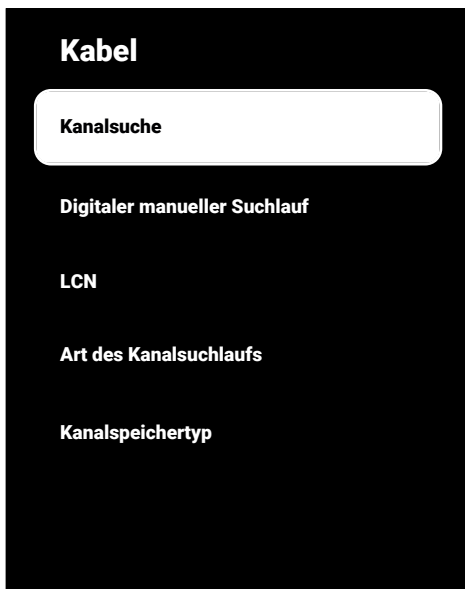 Kabel
Kanalsuche
Digitaler manueller Suchlauf
LCN
Art des Kanalsuchlaufs
Kanalspeichertyp